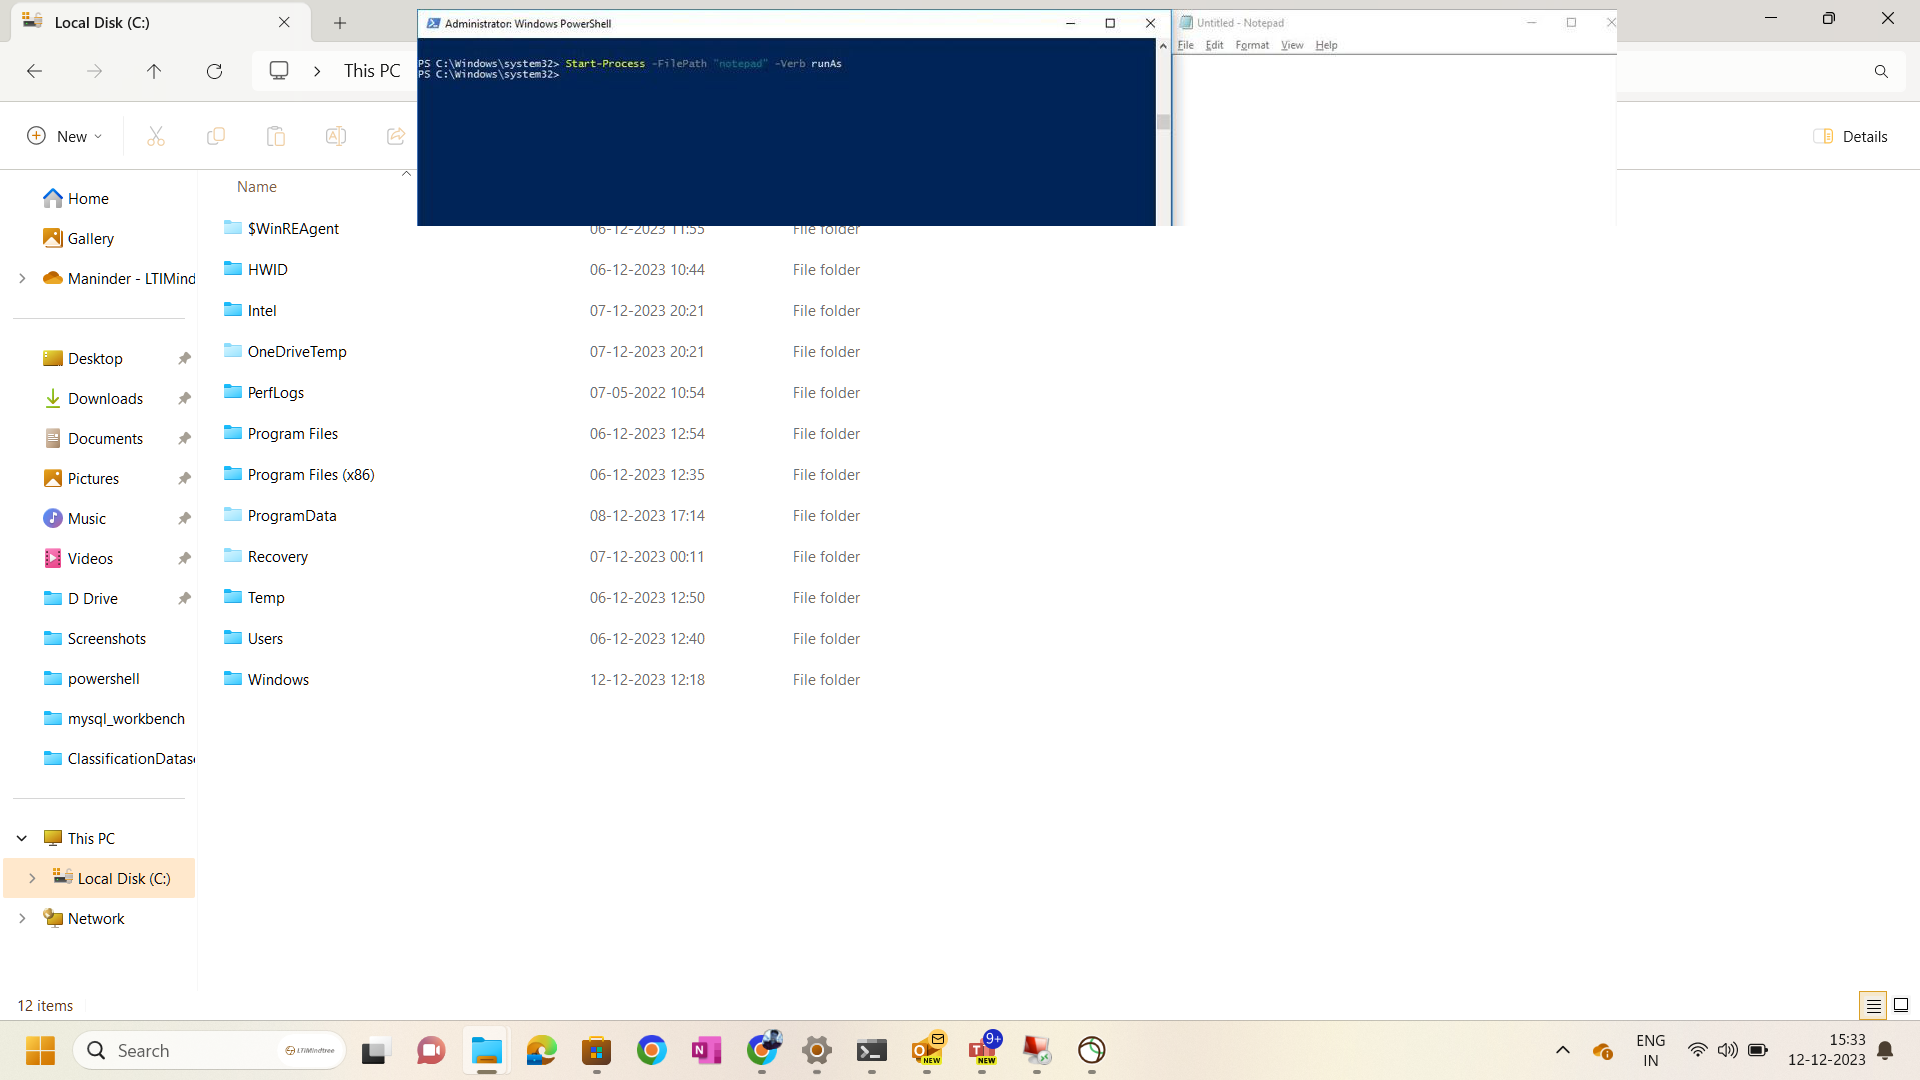 Local Disk (C:)
Administrator: Windows PowerShell
Untitled - Notepad
File Edit Format View Help
PS C:\Windows\system32> Start-Process -FilePath "notepad" -Verb runAs
PS C:\Windows\system32>
This PC
New
Details
Name
Home
Gallery
Maninder - LTIMind
Desktop
Downloads
Documents
Pictures
Music
Videos
D Drive
Screenshots
powershell
mysql_workbench
ClassificationDatas
This PC
Local Disk (C:)
Network
$WinREAgent 06-12-2023 11:55 File folder
HWID 06-12-2023 10:44 File folder
Intel 07-12-2023 20:21 File folder
OneDriveTemp 07-12-2023 20:21 File folder
PerfLogs 07-05-2022 10:54 File folder
Program Files 06-12-2023 12:54 File folder
Program Files (x86) 06-12-2023 12:35 File folder
ProgramData 08-12-2023 17:14 File folder
Recovery 07-12-2023 00:11 File folder
Temp 06-12-2023 12:50 File folder
Users 06-12-2023 12:40 File folder
Windows 12-12-2023 12:18 File folder
12 items
Search
LTIMindtree
NEW
9+
NEW
ENG
IN
15:33
12-12-2023